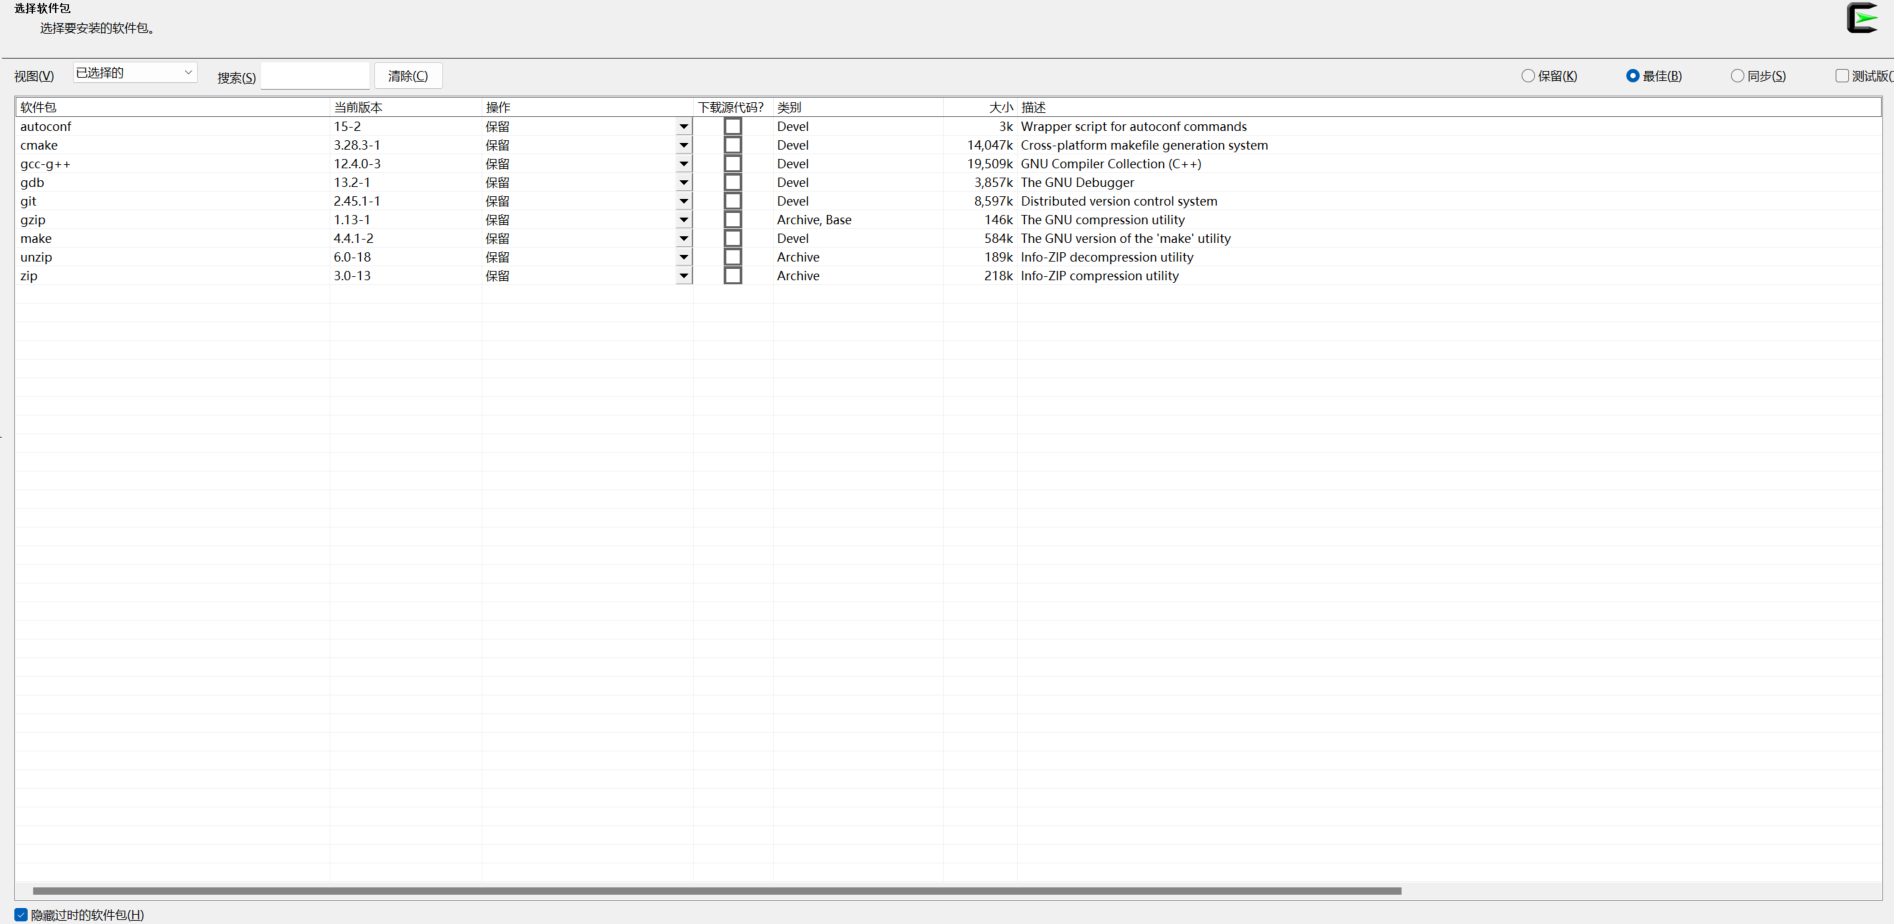 选择软件包
选择要安装的软件包。
视图(V) 已选择的 搜索(S) 清除(C) 保留(K) 最佳(B) 同步(S) 测试版(T
软件包 当前版本 操作 下载源代码? 类别 大小 描述
autoconf 15-2 保留 Devel 3k Wrapper script for autoconf commands
cmake 3.28.3-1 保留 Devel 14,047k Cross-platform makefile generation system
gcc-g++ 12.4.0-3 保留 Devel 19,509k GNU Compiler Collection (C++)
gdb 13.2-1 保留 Devel 3,857k The GNU Debugger
git 2.45.1-1 保留 Devel 8,597k Distributed version control system
gzip 1.13-1 保留 Archive, Base 146k The GNU compression utility
make 4.4.1-2 保留 Devel 584k The GNU version of the 'make' utility
unzip 6.0-18 保留 Archive 189k Info-ZIP decompression utility
zip 3.0-13 保留 Archive 218k Info-ZIP compression utility
隐藏过时的软件包(H)